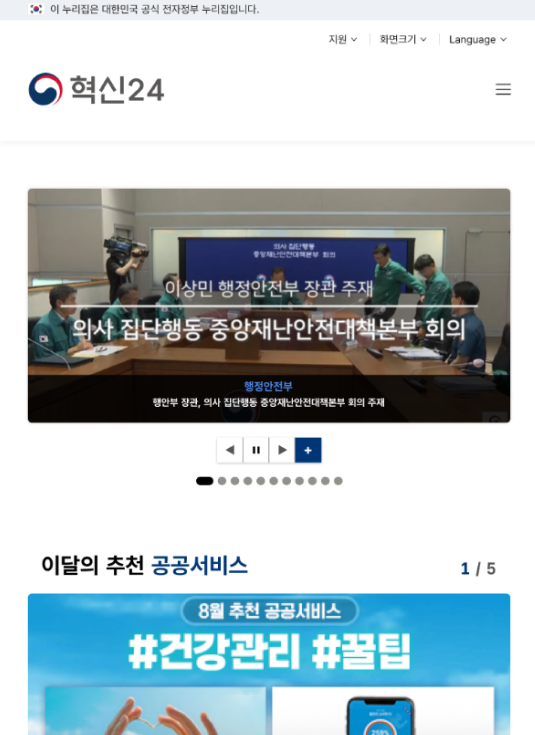 이 누리집은 대한민국 공식 전자정부 누리집입니다.
지원 화면크기 Language
혁신24
의사 집단행동
중앙재난안전대책본부 회의
이상민 행정안전부 장관 주재
의사 집단행동 중앙재난안전대책본부 회의
행정안전부
행안부 장관, 의사 집단행동 중앙재난안전대책본부 회의 주재
이달의 추천 공공서비스
1 / 5
8월 추천 공공서비스
#건강관리 #꿀팁